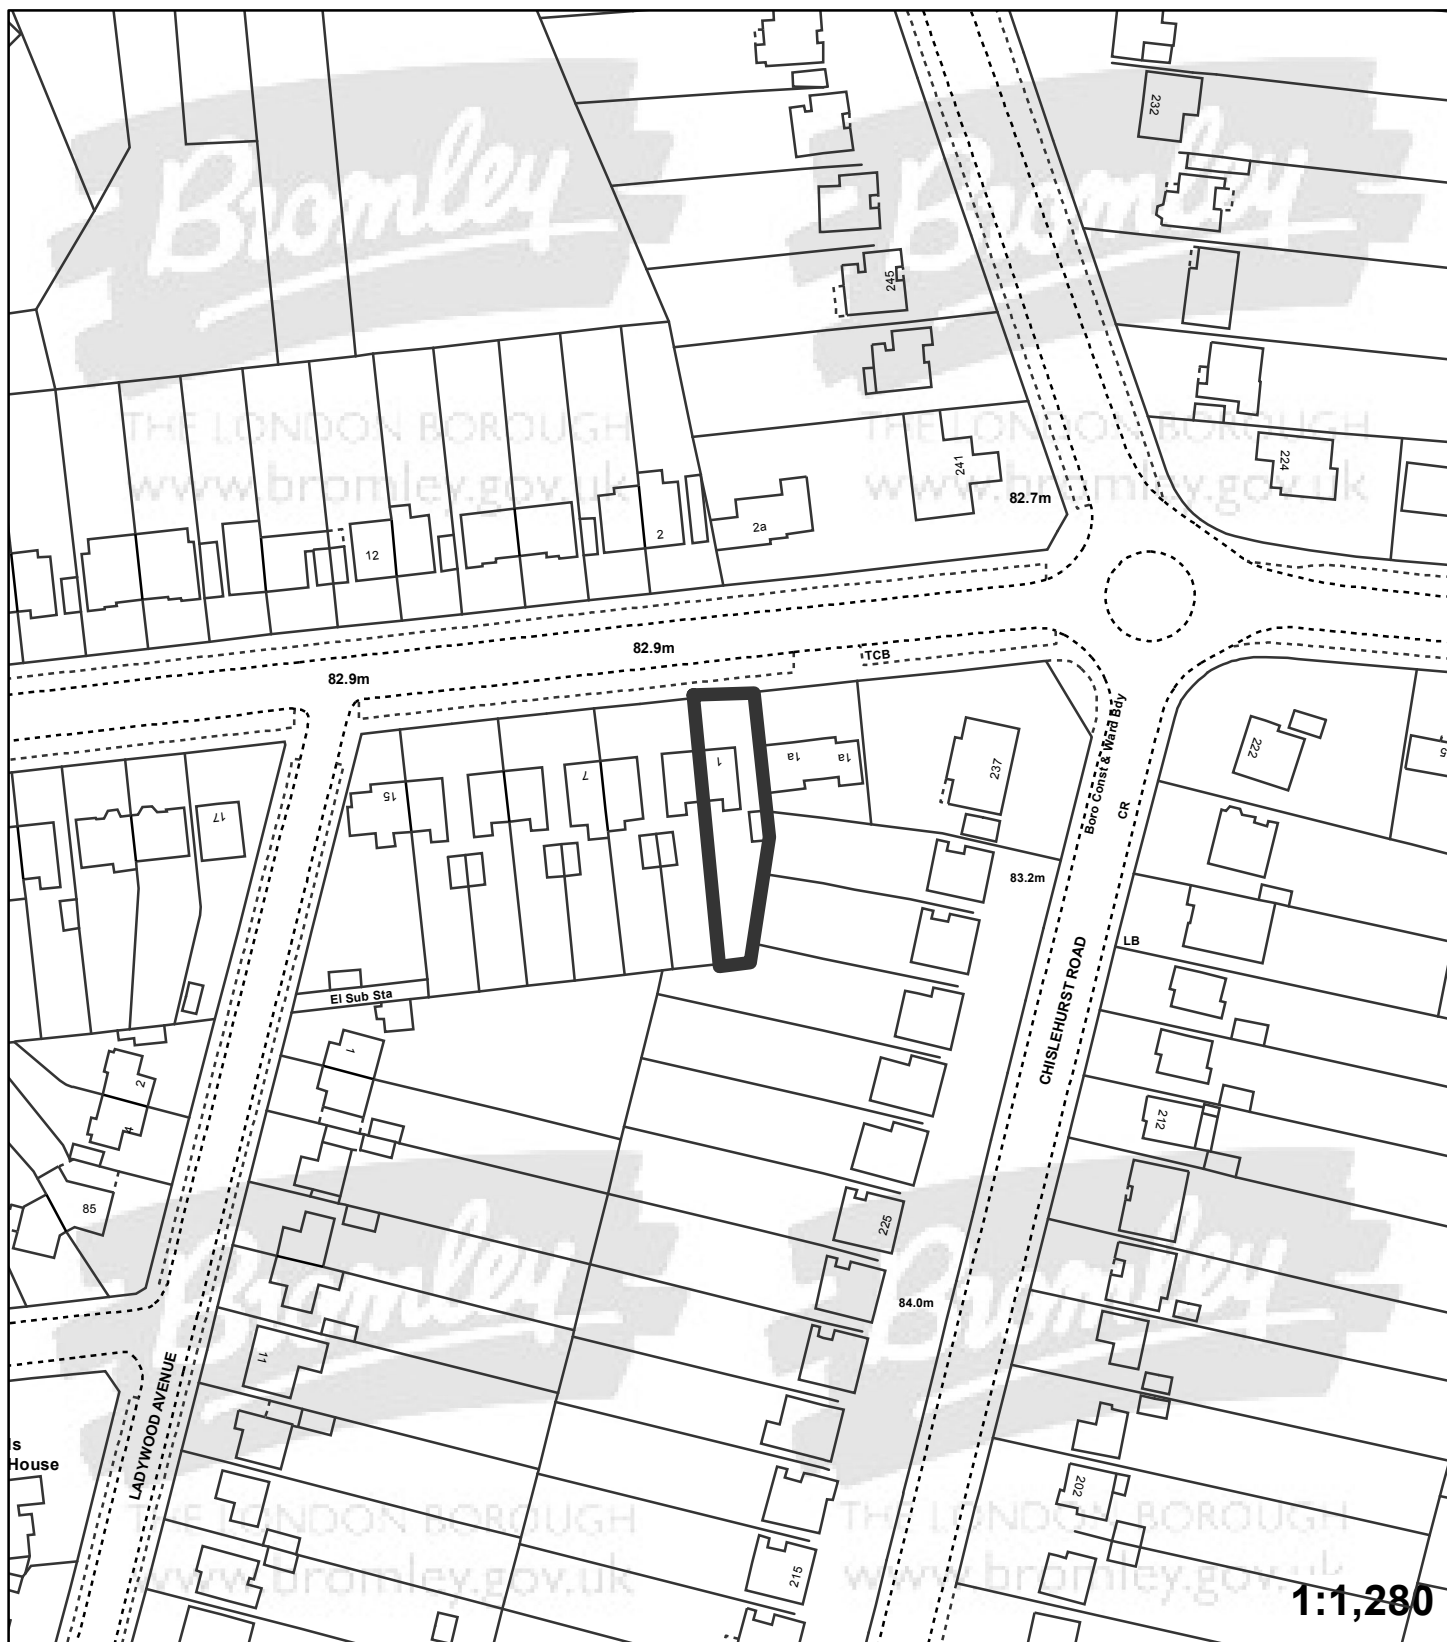 232
245
241
82.7m
224
2
2a
12
82.9m
TCB
82.9m
Boro Const & Ward Bdy
1
1a
1a
237
222
5
7
15
17
CR
83.2m
LB
CHISLEHURST ROAD
El Sub Sta
1
2
4
212
85
225
84.0m
11
LADYWOOD AVENUE
ls
House
202
215
1:1,280
Bromley
THE LONDON BOROUGH
www.bromley.gov.uk
Bromley
THE LONDON BOROUGH
www.bromley.gov.uk
Bromley
THE LONDON BOROUGH
www.bromley.gov.uk
Bromley
THE LONDON BOROUGH
www.bromley.gov.uk